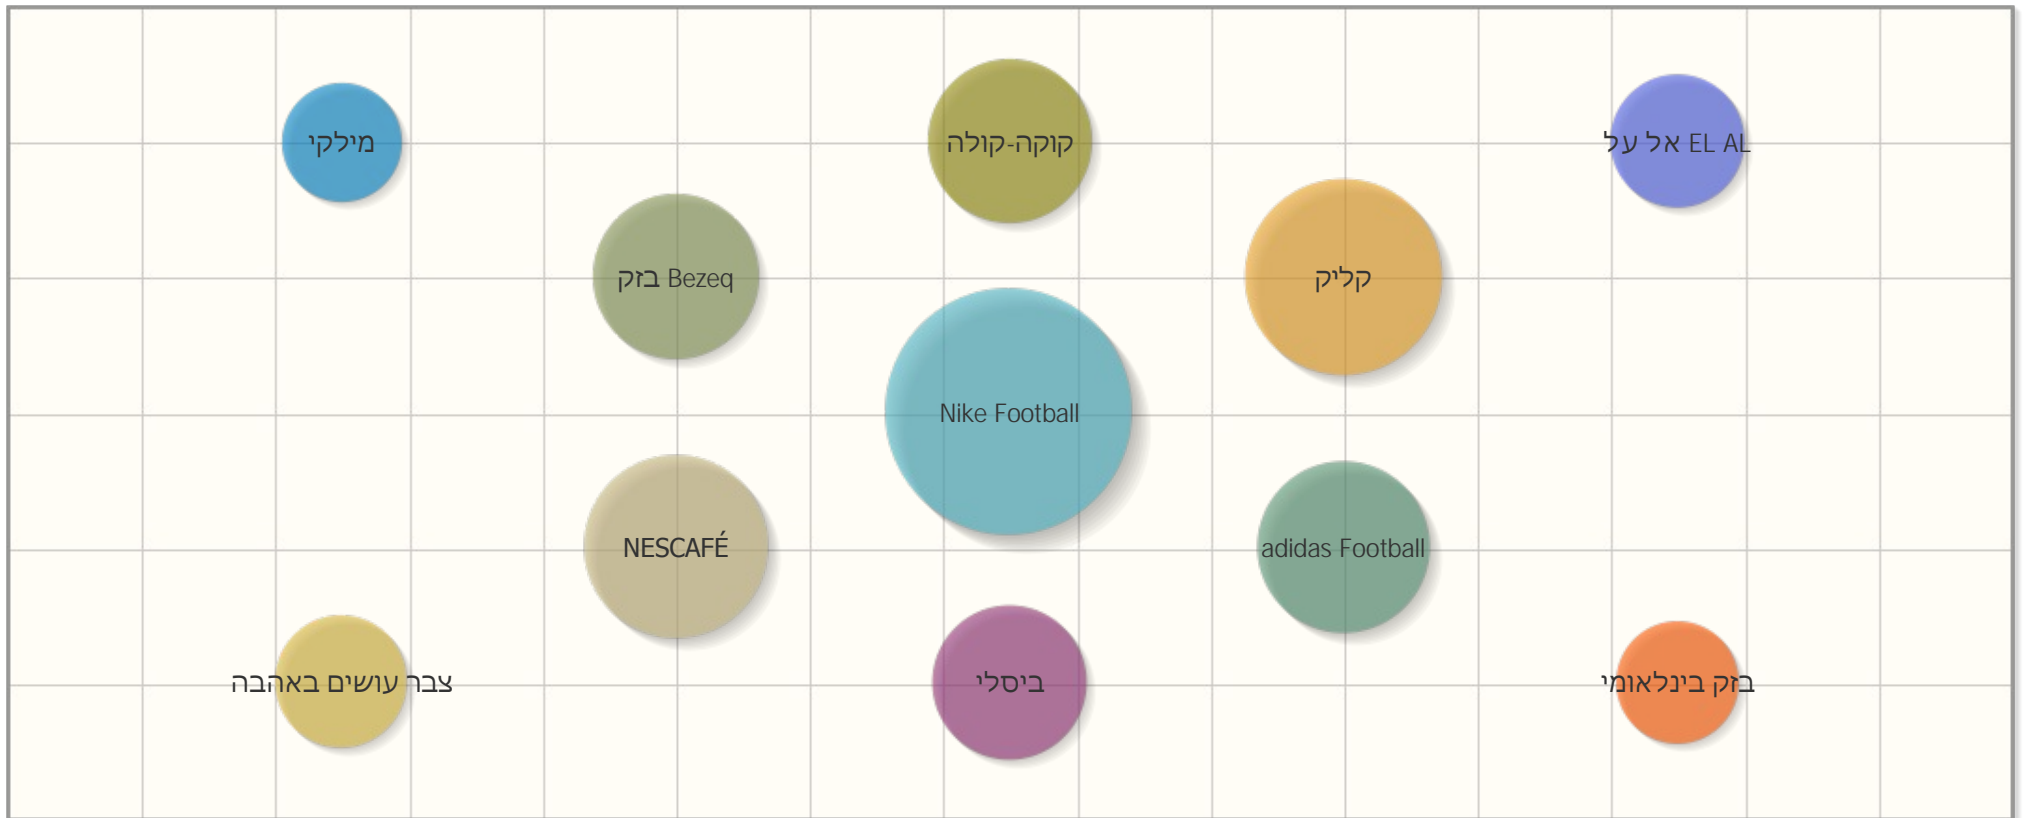 מילקי
קוקה-קולה
אל על EL AL
בזק Bezeq
קליק
Nike Football
NESCAFÉ
adidas Football
צבר עושים באהבה
ביסלי
בזק בינלאומי